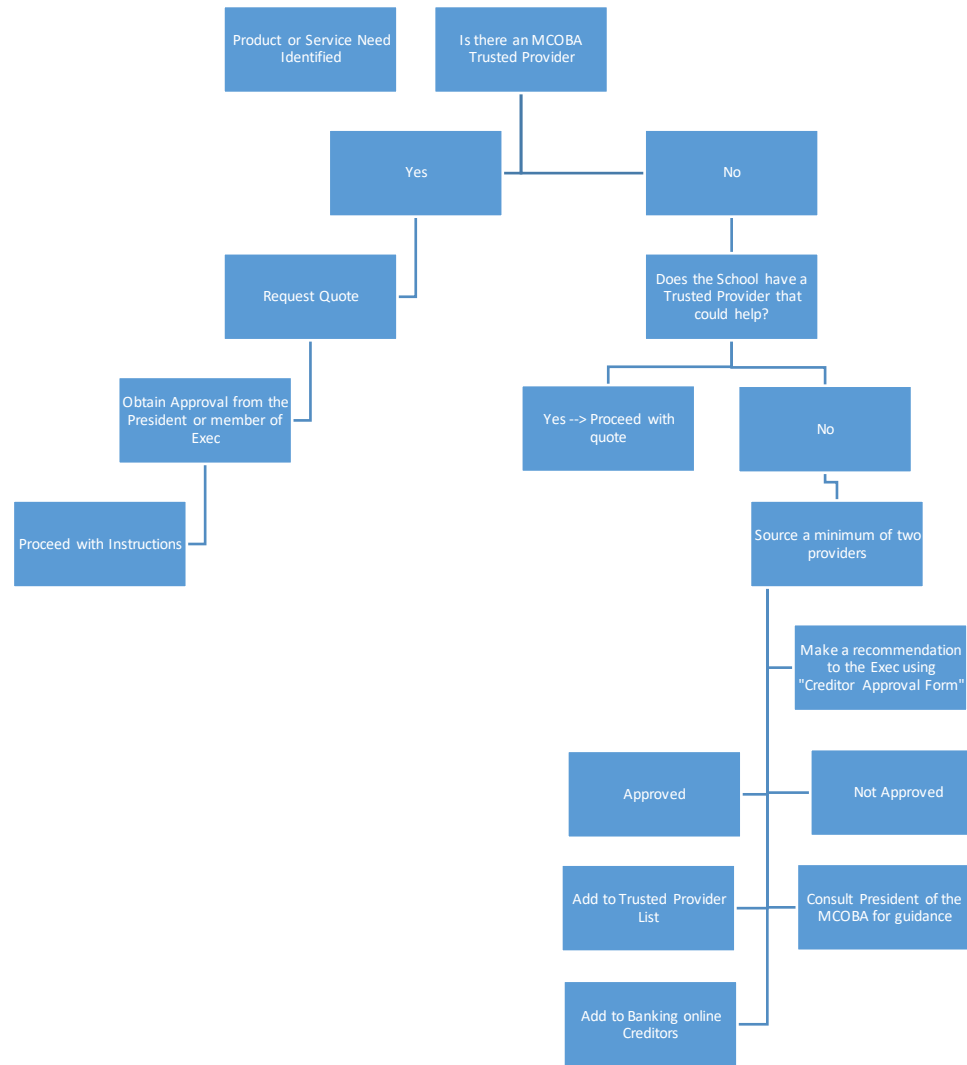 Product or Service Need
Identified
Is there an MCOBA
Trusted Provider
Yes
No
Request Quote
Does the School have a
Trusted Provider that
could help?
Obtain Approval from the
President or member of
Exec
Yes --> Proceed with
quote
No
Proceed with Instructions
Source a minimum of two
providers
Make a recommendation
to the Exec using
"Creditor Approval Form"
Approved
Not Approved
Add to Trusted Provider
List
Consult President of the
MCOBA for guidance
Add to Banking online
Creditors